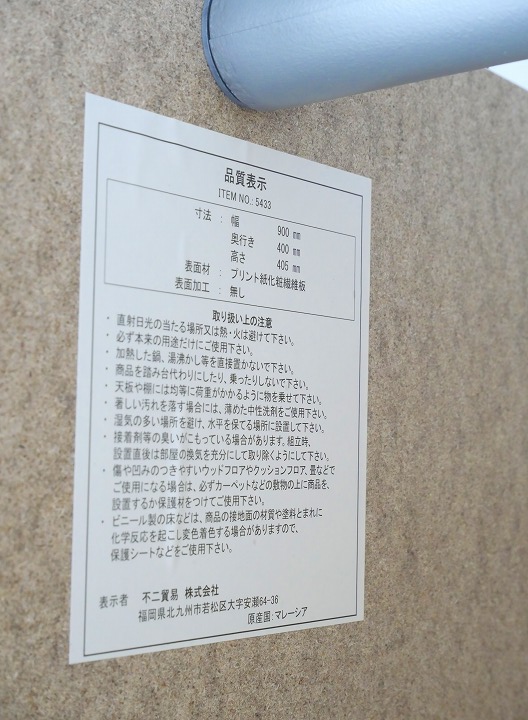 品質表示
ITEM NO.: 5433
寸法 : 幅 900 mm
奥行き 400 mm
高さ 405 mm
表面材 : プリント紙化粧繊維板
表面加工 : 無し
取り扱い上の注意
・ 直射日光の当たる場所又は熱・火は避けて下さい。
・ 必ず本来の用途だけにご使用下さい。
・ 加熱した鍋、湯沸かし等を直接置かないで下さい。
・ 商品を踏み台代わりにしたり、乗ったりしないで下さい。
・ 天板や棚には均等に荷重がかかるように物を乗せて下さい。
・ 著しい汚れを落す場合には、薄めた中性洗剤をご使用下さい。
・ 湿気の多い場所を避け、水平を保てる場所に設置して下さい。
・ 接着剤等の臭いがこもっている場合があります。組立時、
設置直後は部屋の換気を充分にして取り除くようにして下さい。
・ 傷や凹みのつきやすいウッドフロアやクッションフロア、畳などで
ご使用になる場合は、必ずカーペットなどの敷物の上に商品を、
設置するか保護材をつけてご使用下さい。
・ ビニール製の床などは、商品の接地面の材質や塗料とまれに
化学反応を起こし変色着色する場合がありますので、
保護シートなどをご使用下さい。
表示者 不二貿易 株式会社
福岡県北九州市若松区大字安瀬64-36
原産国:マレーシア